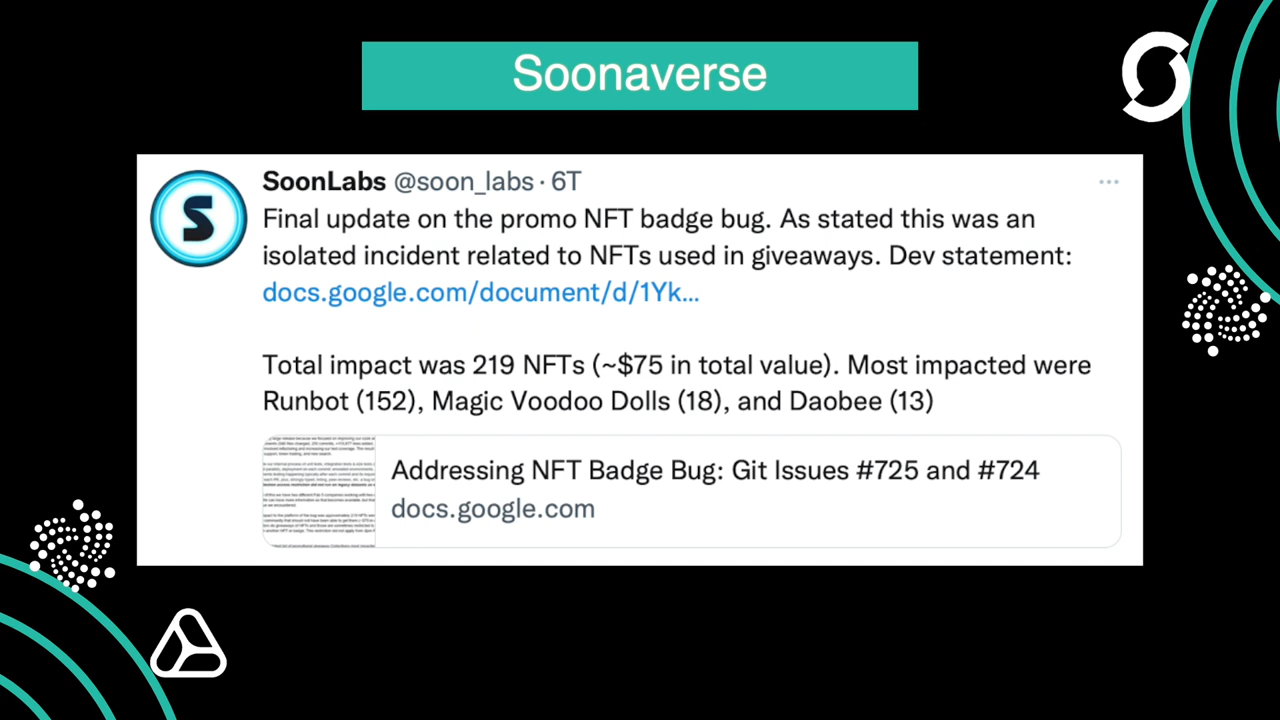 Soonaverse
SoonLabs @soon_labs · 6T
Final update on the promo NFT badge bug. As stated this was an
isolated incident related to NFTs used in giveaways. Dev statement:
docs.google.com/document/d/1Yk...
Total impact was 219 NFTs (~$75 in total value). Most impacted were
Runbot (152), Magic Voodoo Dolls (18), and Daobee (13)
Addressing NFT Badge Bug: Git Issues #725 and #724
docs.google.com